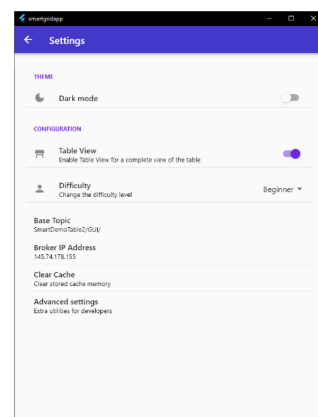 smartgridapp
Settings
THEME
Dark mode
CONFIGURATION
Table View
Enable Table View for a complete view of the table
Difficulty
Change the difficulty level
Beginner
Base Topic
SmartDemoTable2/GUI/
Broker IP Address
145.74.178.155
Clear Cache
Clear stored cache memory
Advanced settings
Extra utilities for developers